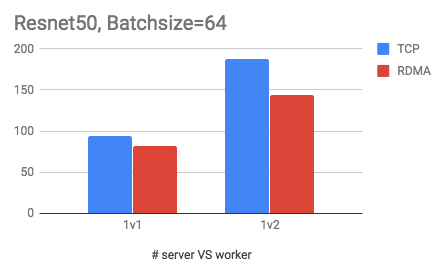 Resnet50, Batchsize=64
TCP
RDMA
200
150
100
50
0
1v1 1v2
# server VS worker